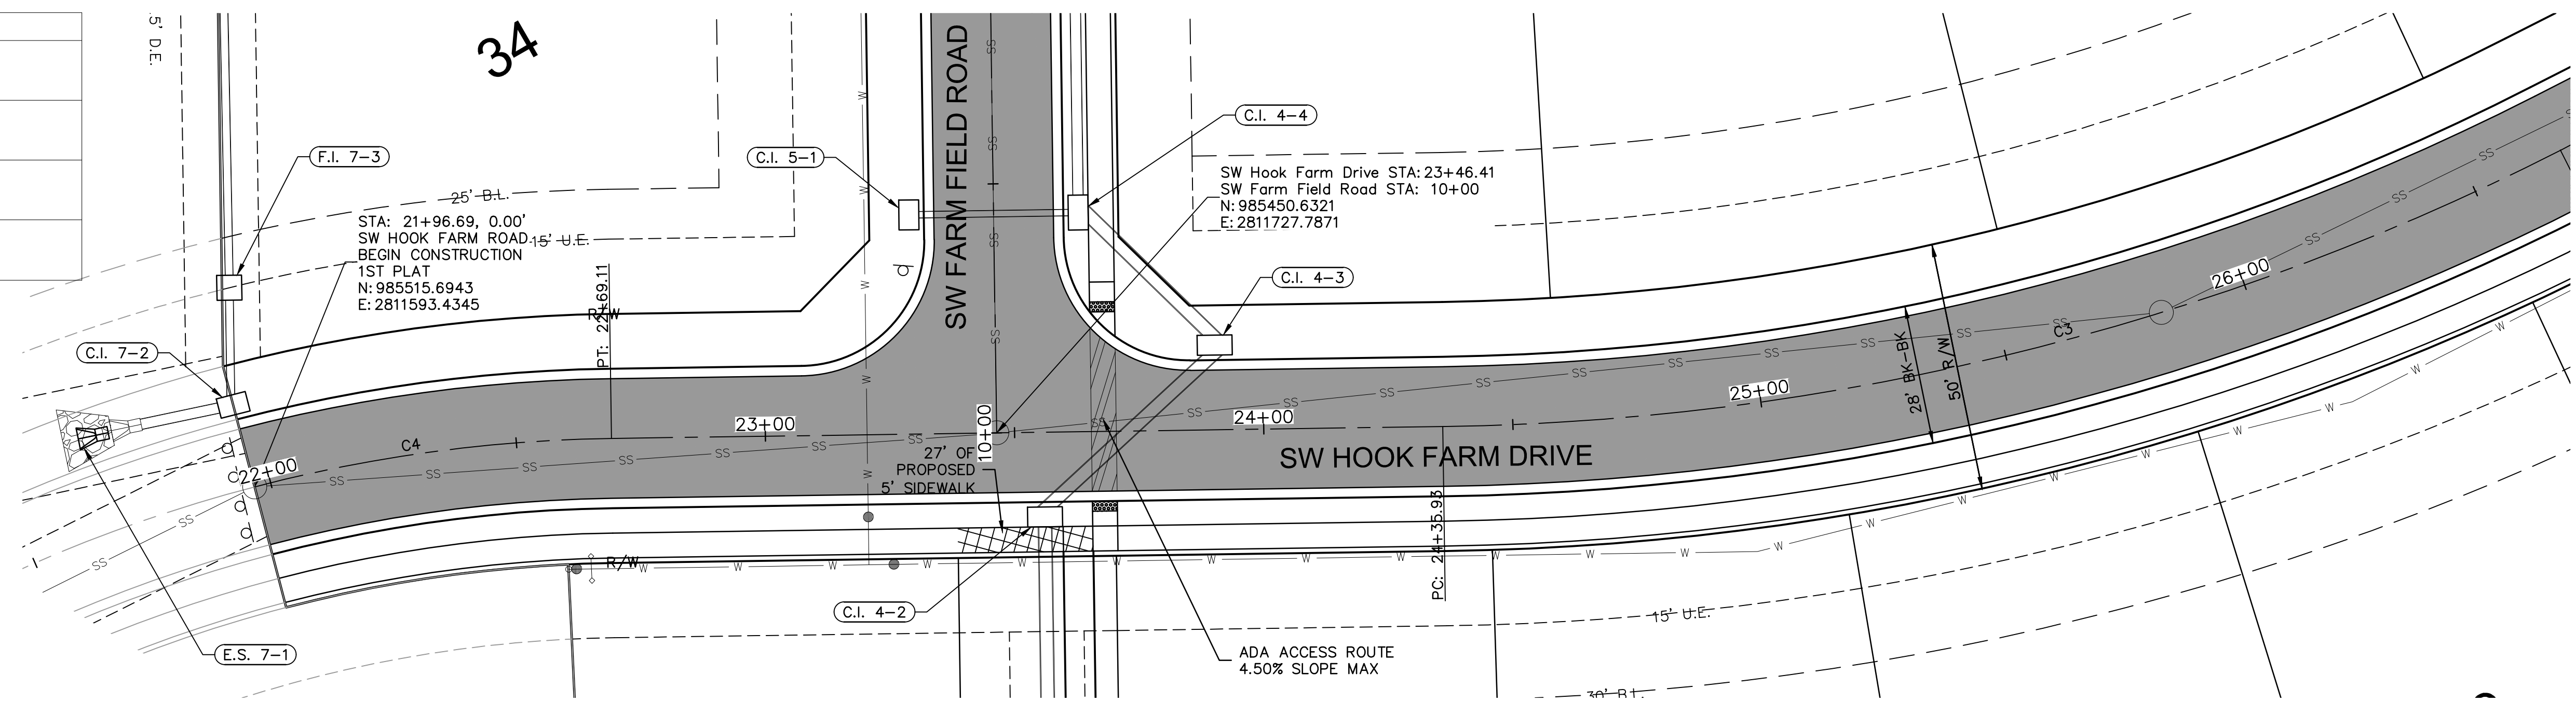 5' D.E.
34
F.I. 7-3
25' B.L.
STA: 21+96.69, 0.00'
SW HOOK FARM ROAD
BEGIN CONSTRUCTION
1ST PLAT
N: 985515.6943
E: 2811593.4345
15' U.E.
PT: 22+69.11
R/W
C.I. 7-2
C.I. 5-1
SW FARM FIELD ROAD
C.I. 4-4
SW Hook Farm Drive STA: 23+46.41
SW Farm Field Road STA: 10+00
N: 985450.6321
E: 2811727.7871
C.I. 4-3
C4
22+00
23+00
10+00
24+00
25+00
26+00
C3
28' BK-BK
50' R/W
27' OF
PROPOSED
5' SIDEWALK
SW HOOK FARM DRIVE
PC: 24+35.93
R/W
C.I. 4-2
E.S. 7-1
ADA ACCESS ROUTE
4.50% SLOPE MAX
15' U.E.
30' B.L.
SS SS SS SS SS
W W W W W